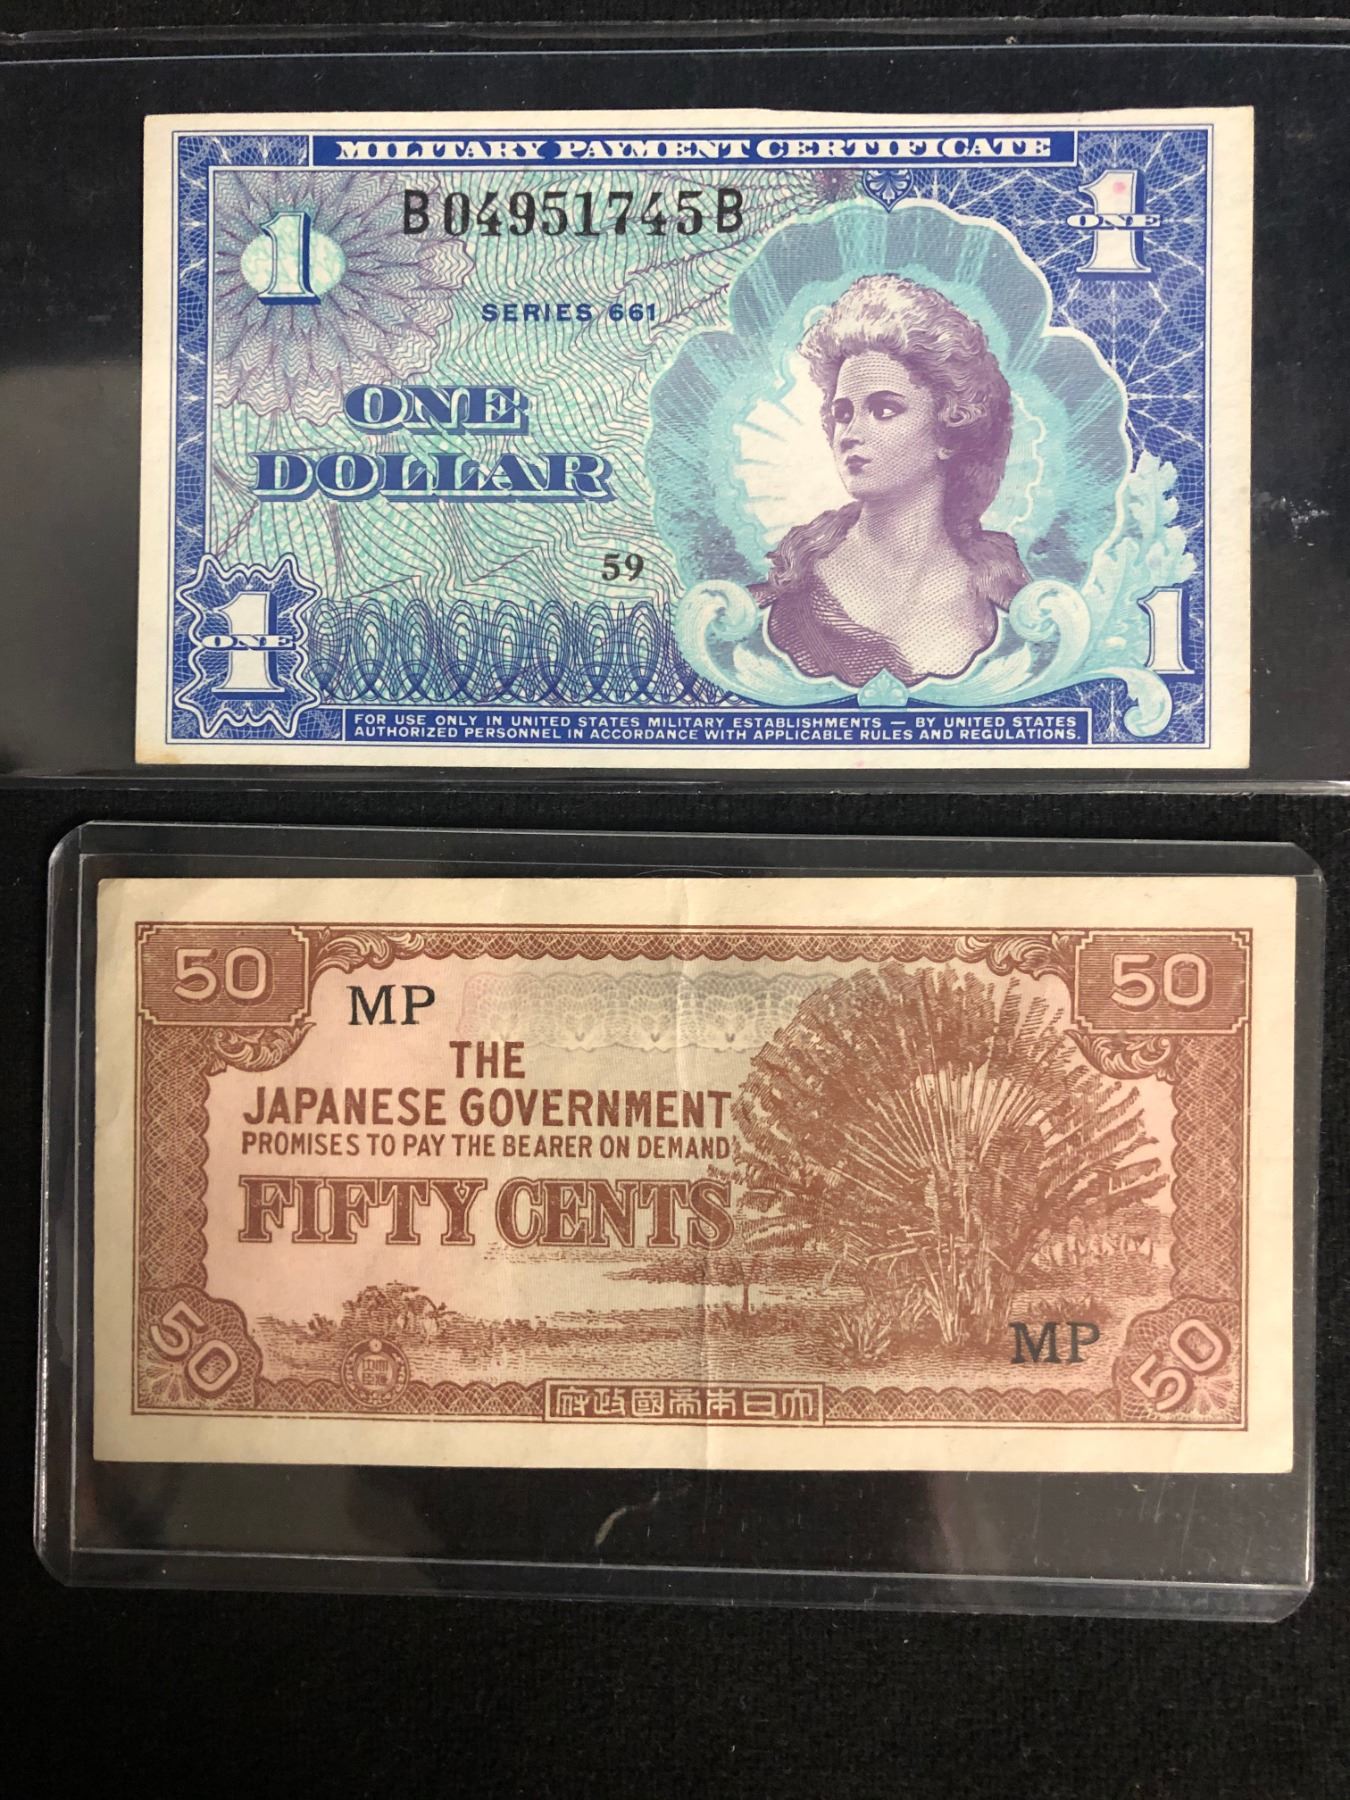 MILITARY PAYMENT CERTIFICATE
B04951745B
1
ONE
1
SERIES 661
ONE
DOLLAR
59
1
ONE
1
FOR USE ONLY IN UNITED STATES MILITARY ESTABLISHMENTS — BY UNITED STATES
AUTHORIZED PERSONNEL IN ACCORDANCE WITH APPLICABLE RULES AND REGULATIONS.
50
50
MP
THE
JAPANESE GOVERNMENT
PROMISES TO PAY THE BEARER ON DEMAND
FIFTY CENTS
MP
50
50
府政國帝本日大